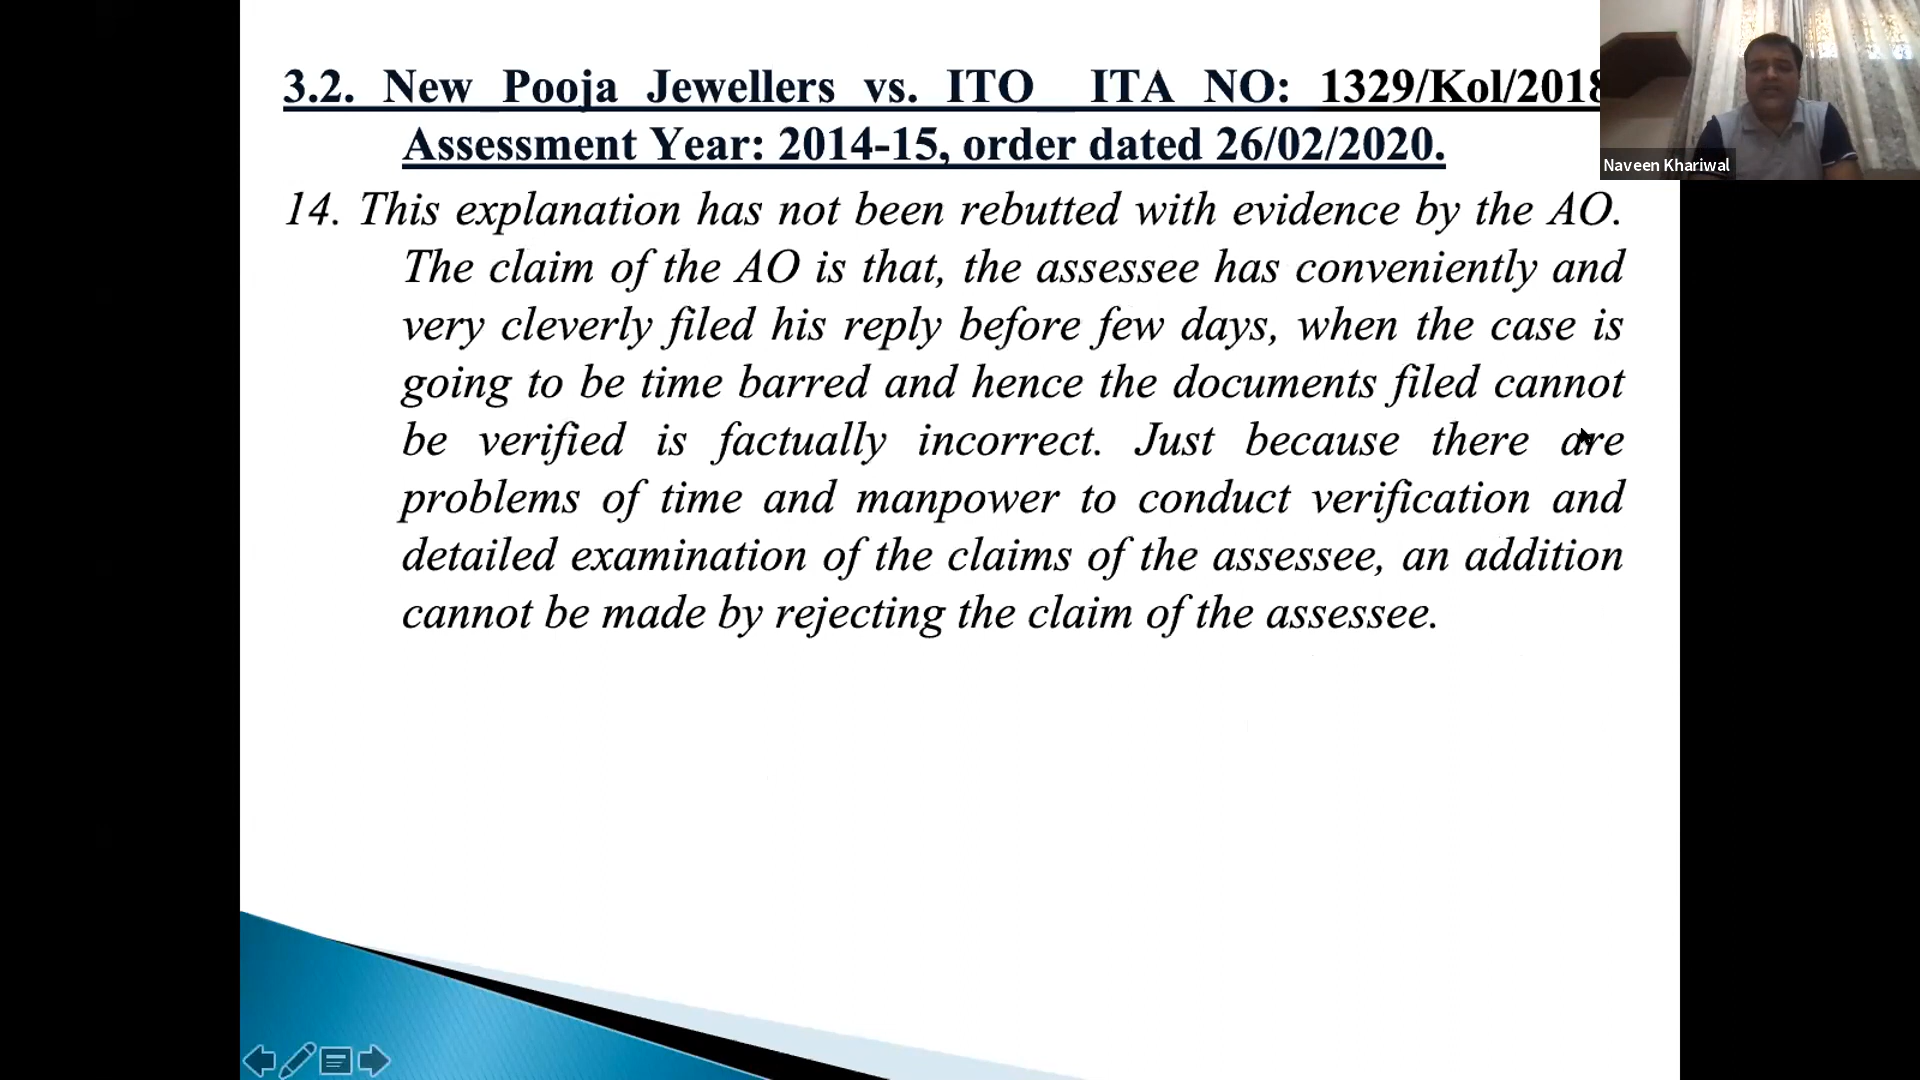 3.2. New Pooja Jewellers vs. ITO ITA NO: 1329/Kol/2018
Assessment Year: 2014-15, order dated 26/02/2020.
14. This explanation has not been rebutted with evidence by the AO.
The claim of the AO is that, the assessee has conveniently and
very cleverly filed his reply before few days, when the case is
going to be time barred and hence the documents filed cannot
be verified is factually incorrect. Just because there are
problems of time and manpower to conduct verification and
detailed examination of the claims of the assessee, an addition
cannot be made by rejecting the claim of the assessee.
Naveen Khariwal